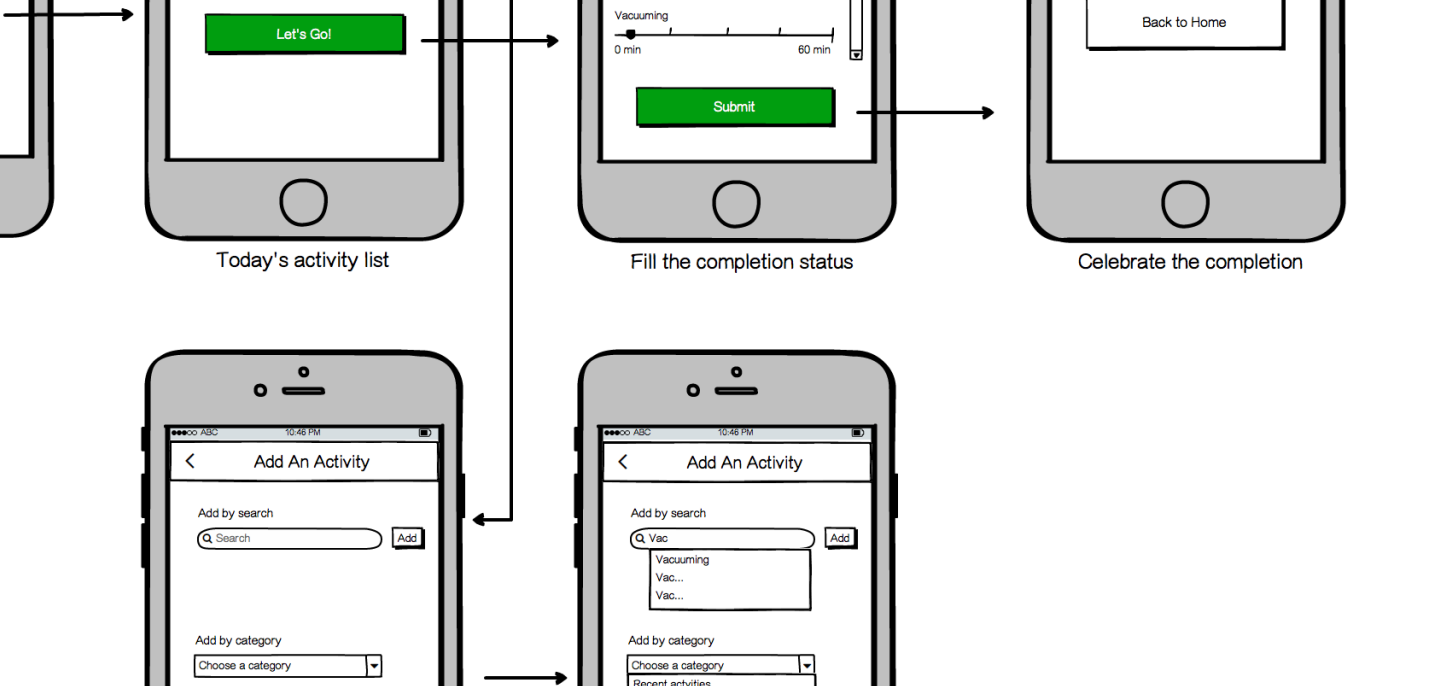 Let's Go!
Vacuuming
0 min
60 min
Submit
Back to Home
Today's activity list
Fill the completion status
Celebrate the completion
ABC
10:46 PM
Add An Activity
Add by search
Search
Add
Add by category
Choose a category
ABC
10:46 PM
Add An Activity
Add by search
Vac
Add
Vacuuming
Vac...
Vac...
Add by category
Choose a category
Recent actvities